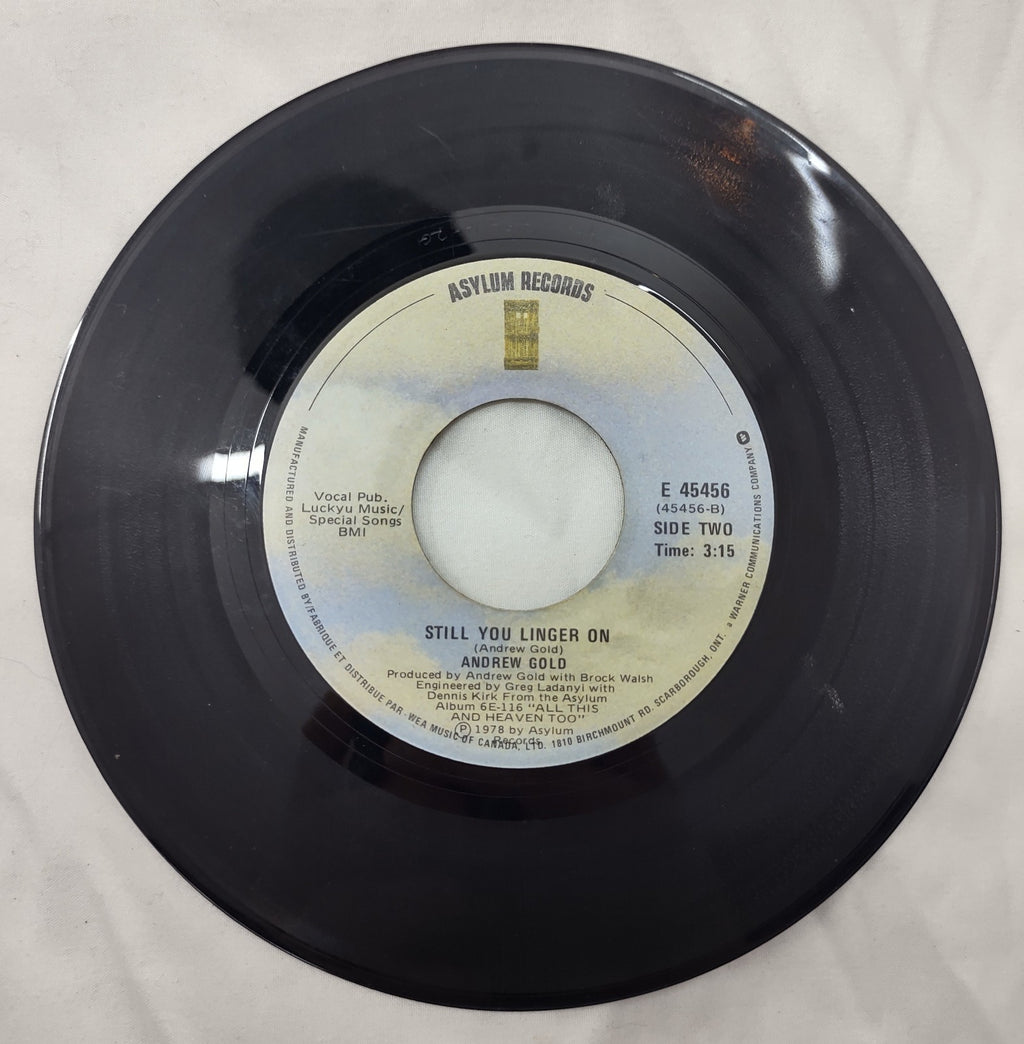 ASYLUM RECORDS
Vocal Pub.
Luckyu Music/
Special Songs
BMI
E 45456
(45456-B)
SIDE TWO
Time: 3:15
STILL YOU LINGER ON
(Andrew Gold)
ANDREW GOLD
Produced by Andrew Gold with Brock Walsh
Engineered by Greg Ladanyi with
Dennis Kirk From the Asylum
Album 6E-116 "ALL THIS
AND HEAVEN TOO"
Ⓟ 1978 by Asylum
Records
MANUFACTURED AND DISTRIBUTED BY/FABRIQUE ET DISTRIBUE PAR - WEA MUSIC OF CANADA, LTD. 1810 BIRCHMOUNT RD. SCARBOROUGH, ONT. a WARNER COMMUNICATIONS COMPANY